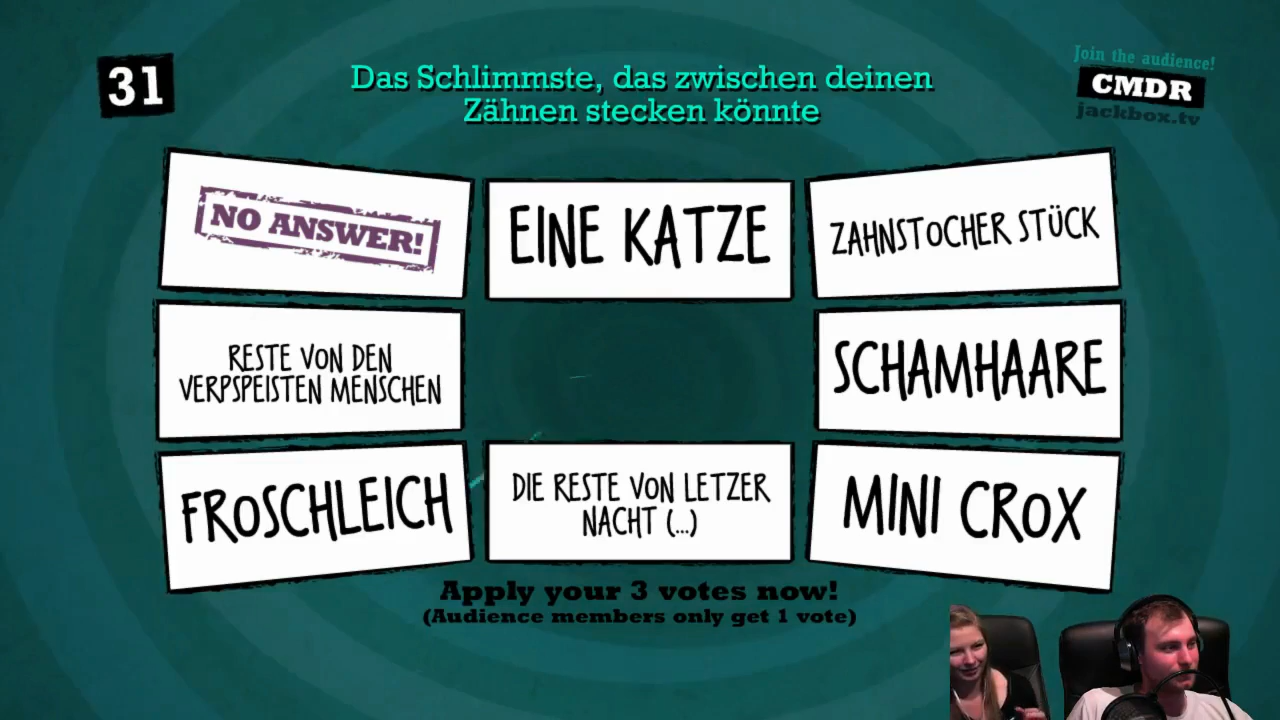 31
Das Schlimmste, das zwischen deinen
Zähnen stecken könnte
Join the audience!
CMDR
jackbox.tv
NO ANSWER!
EINE KATZE
ZAHNSTOCHER STÜCK
RESTE VON DEN
VERPSPEISTEN MENSCHEN
SCHAMHAARE
FROSCHLEICH
DIE RESTE VON LETZER
NACHT (...)
MINI CROX
Apply your 3 votes now!
(Audience members only get 1 vote)